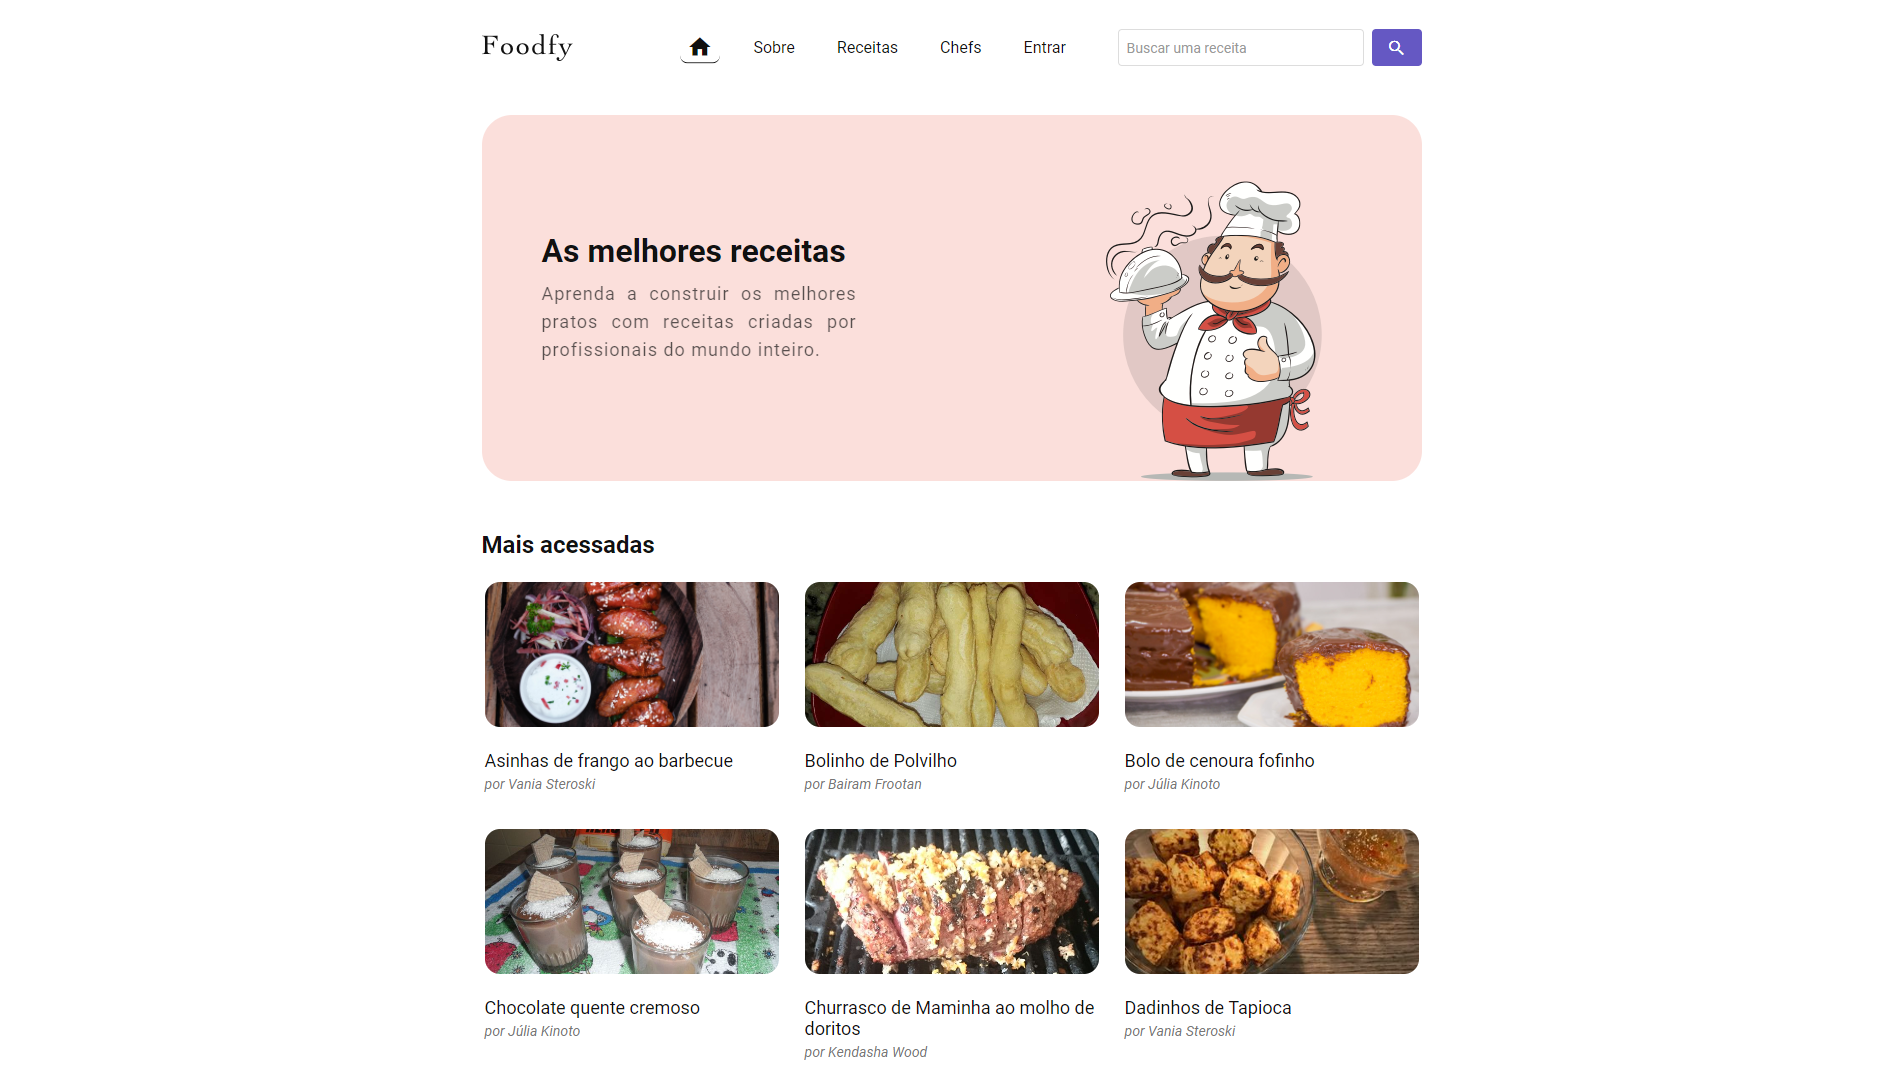 Foodfy
Sobre
Receitas
Chefs
Entrar
Buscar uma receita
As melhores receitas
Aprenda a construir os melhores
pratos com receitas criadas por
profissionais do mundo inteiro.
Mais acessadas
Asinhas de frango ao barbecue
por Vania Steroski
Bolinho de Polvilho
por Bairam Frootan
Bolo de cenoura fofinho
por Júlia Kinoto
Chocolate quente cremoso
por Júlia Kinoto
Churrasco de Maminha ao molho de
doritos
por Kendasha Wood
Dadinhos de Tapioca
por Vania Steroski